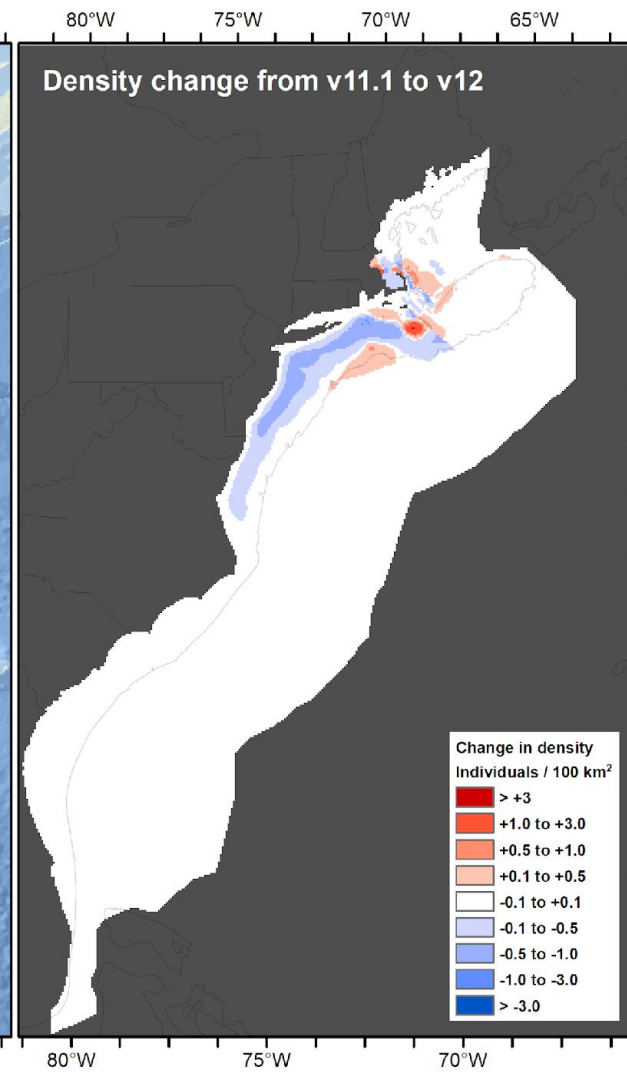 80°W 75°W 70°W 65°W
Density change from v11.1 to v12
Change in density
Individuals / 100 km²
> +3
+1.0 to +3.0
+0.5 to +1.0
+0.1 to +0.5
-0.1 to +0.1
-0.1 to -0.5
-0.5 to -1.0
-1.0 to -3.0
> -3.0
80°W 75°W 70°W